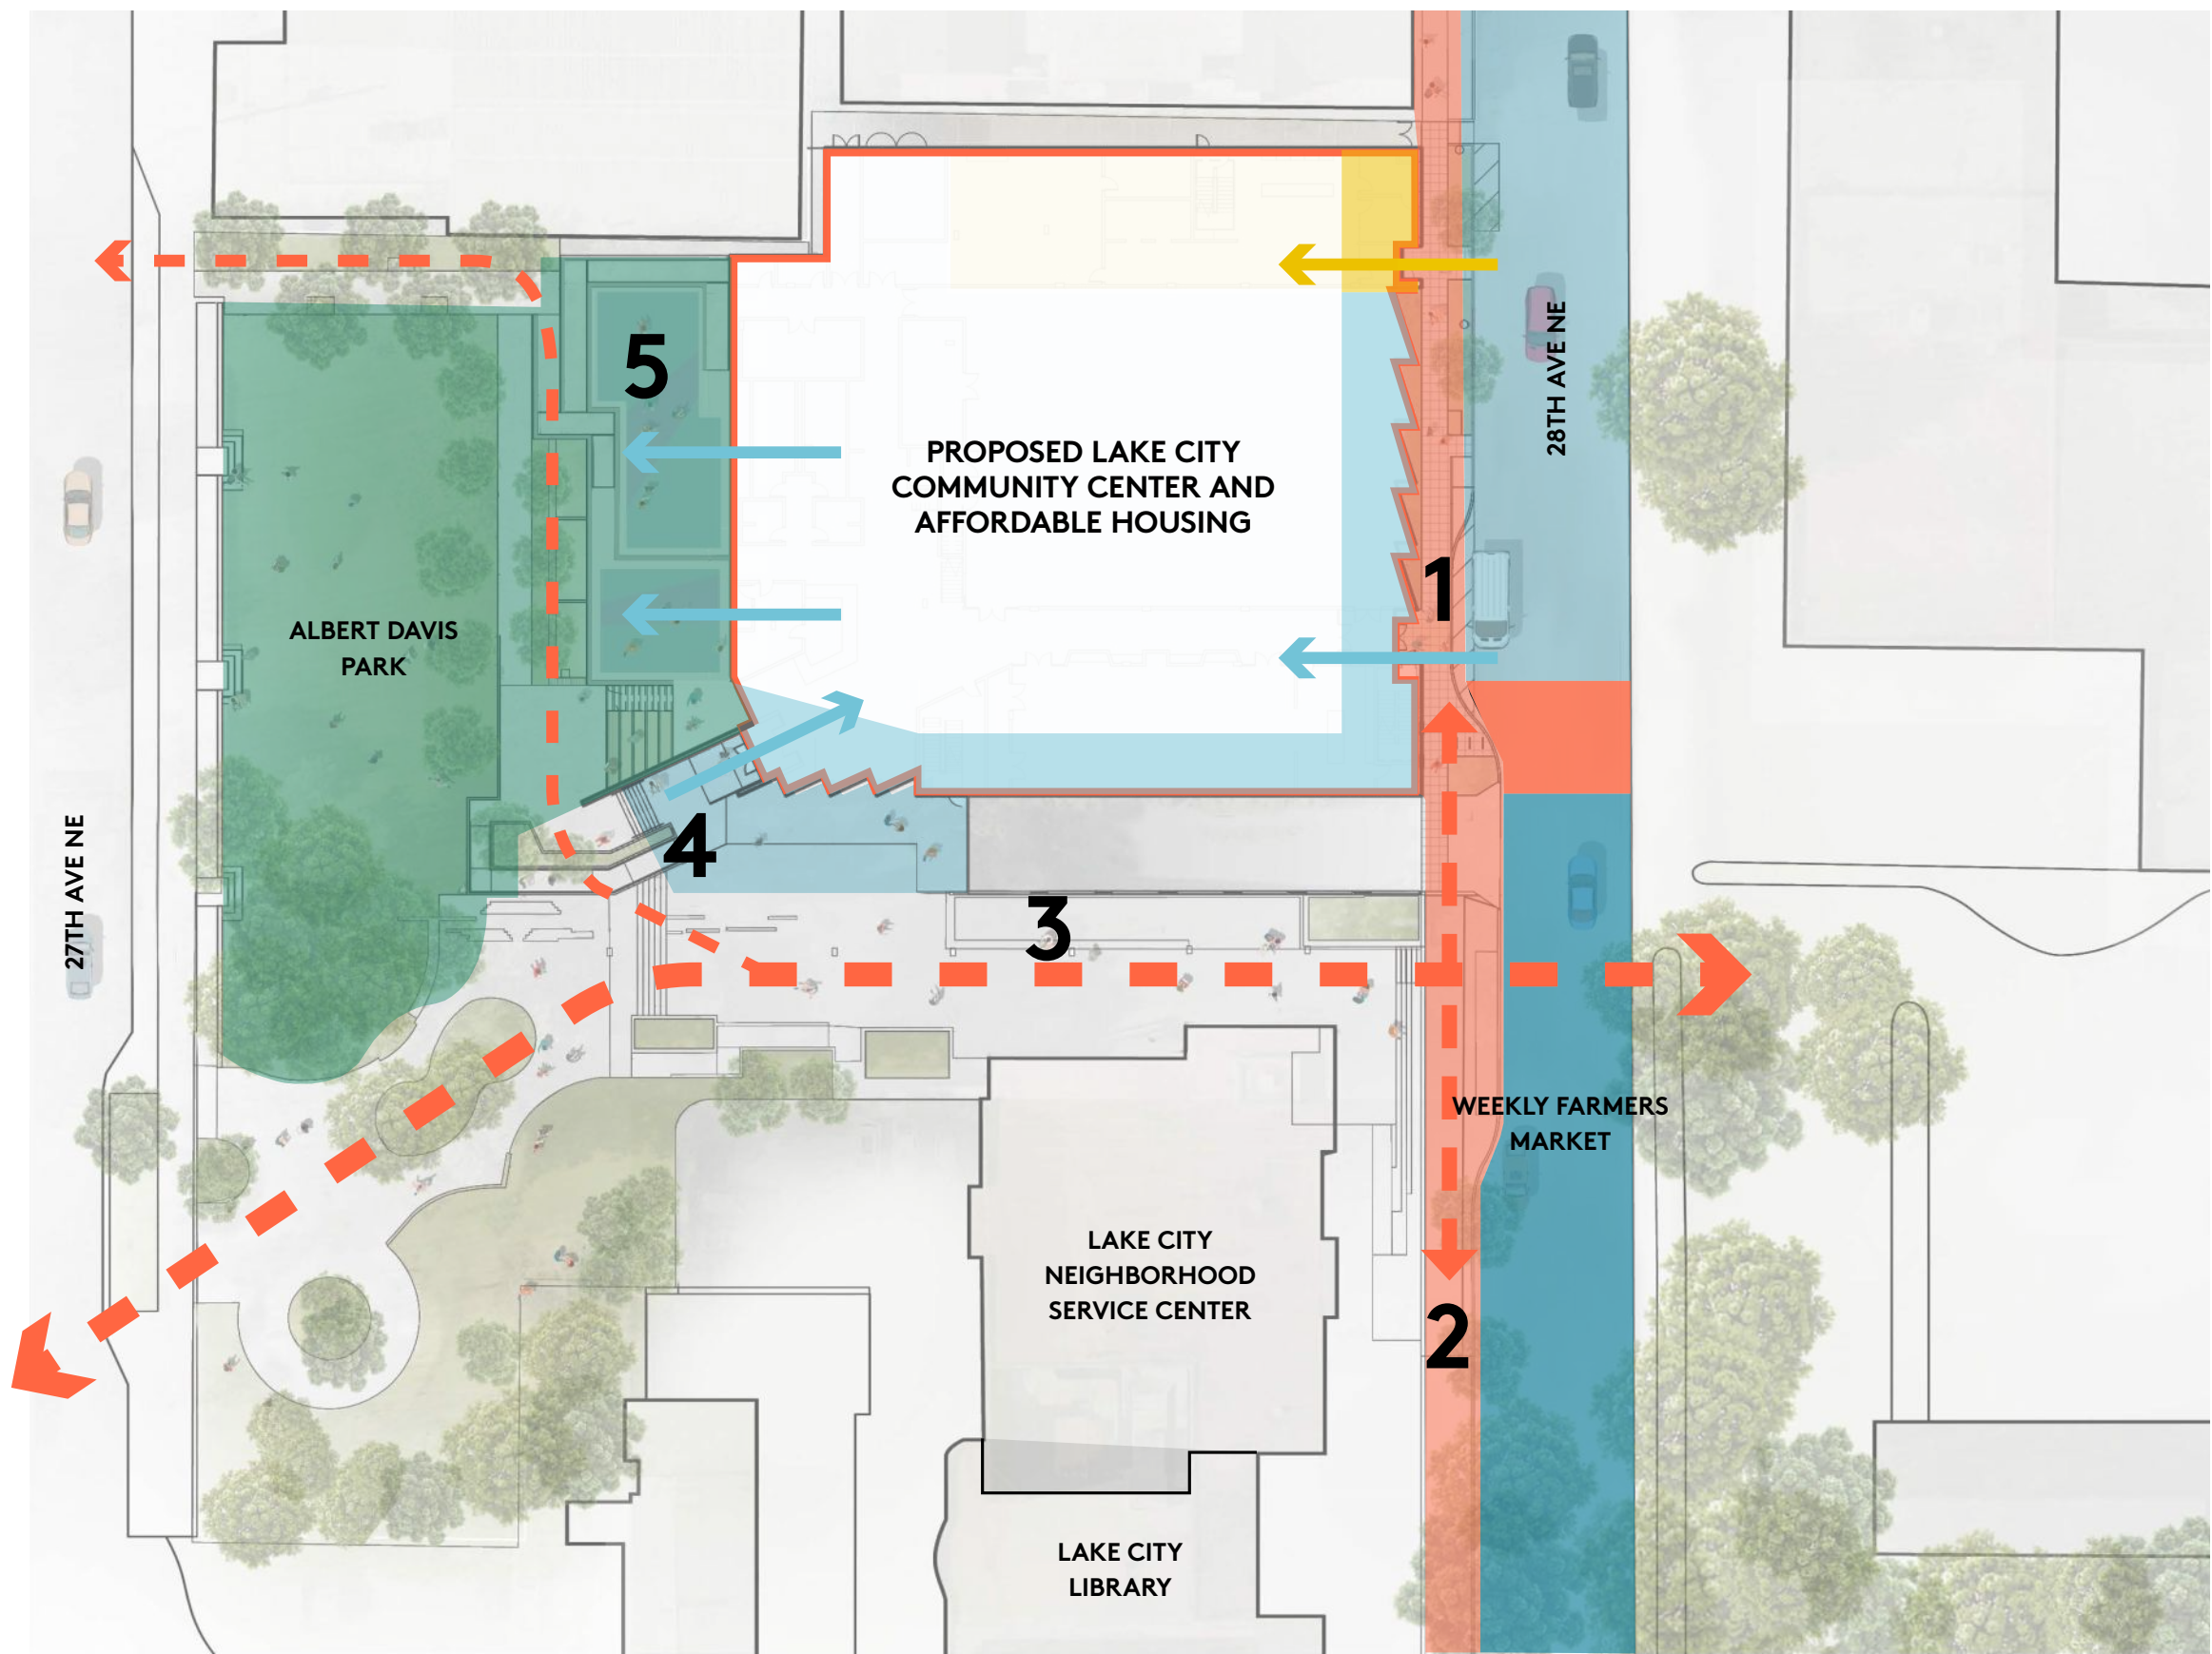 5
PROPOSED LAKE CITY
COMMUNITY CENTER AND
AFFORDABLE HOUSING
28TH AVE NE
1
ALBERT DAVIS
PARK
4
27TH AVE NE
3
WEEKLY FARMERS
MARKET
LAKE CITY
NEIGHBORHOOD
SERVICE CENTER
2
LAKE CITY
LIBRARY